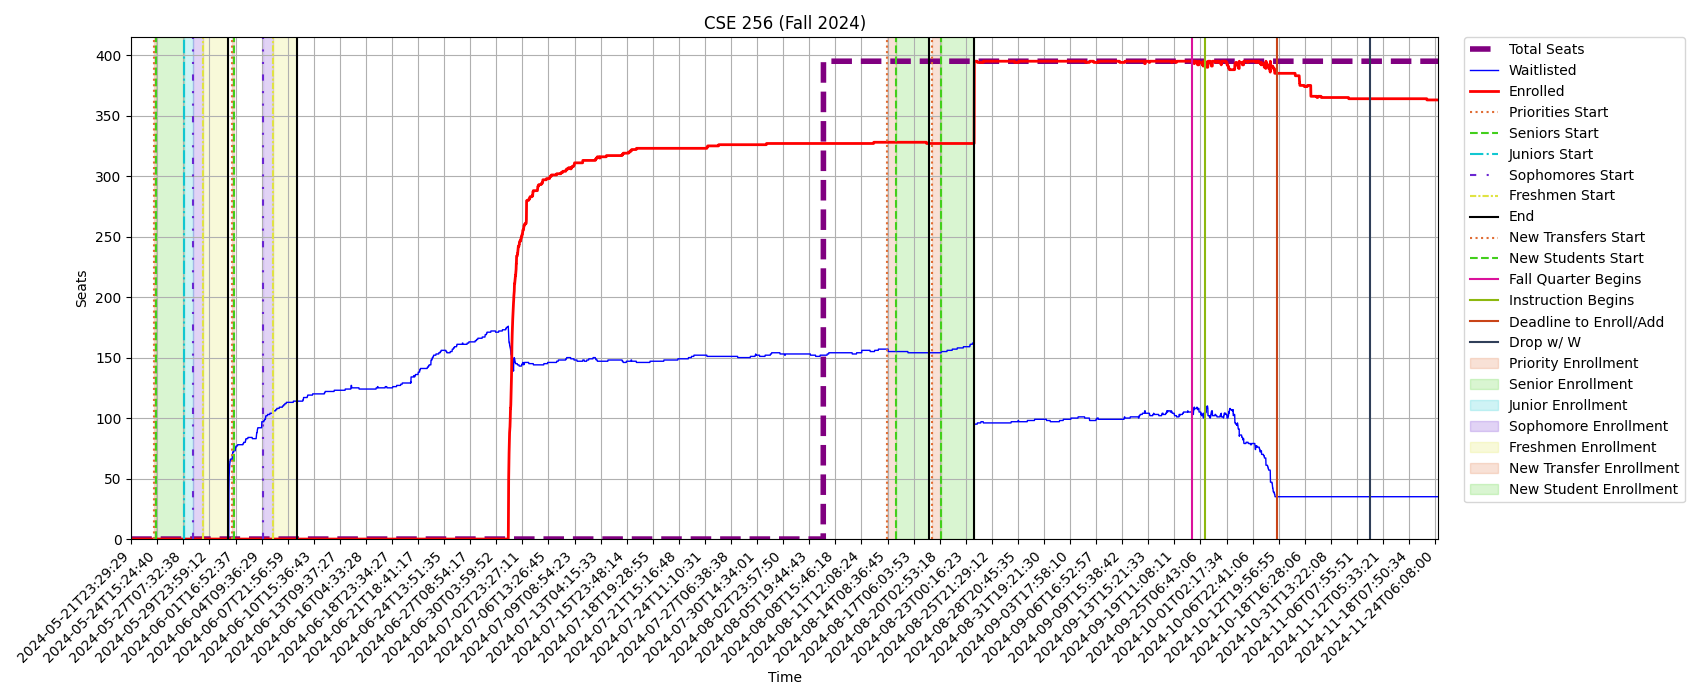 CSE 256 (Fall 2024)
Seats
400
350
300
250
200
150
100
50
0
2024-05-21T23:29:29
2024-05-24T15:24:40
2024-05-27T07:32:38
2024-05-29T23:59:12
2024-06-01T16:52:37
2024-06-04T09:36:29
2024-06-07T21:56:59
2024-06-10T15:36:43
2024-06-13T09:37:27
2024-06-16T04:33:28
2024-06-18T23:34:27
2024-06-21T18:41:17
2024-06-24T13:51:35
2024-06-27T08:54:17
2024-06-30T03:59:52
2024-07-02T23:27:11
2024-07-06T13:26:45
2024-07-09T08:54:23
2024-07-13T04:15:33
2024-07-15T23:48:14
2024-07-18T19:28:55
2024-07-21T15:16:48
2024-07-24T11:10:31
2024-07-27T06:38:38
2024-07-30T14:34:01
2024-08-02T23:57:50
2024-08-05T19:44:43
2024-08-08T15:46:18
2024-08-11T12:08:24
2024-08-14T08:36:45
2024-08-17T06:03:53
2024-08-20T02:53:18
2024-08-23T00:16:23
2024-08-25T21:29:12
2024-08-28T20:45:35
2024-08-31T19:21:30
2024-09-03T17:58:10
2024-09-06T16:52:57
2024-09-09T15:38:42
2024-09-13T15:21:33
2024-09-19T11:08:11
2024-09-25T06:43:06
2024-10-01T02:17:34
2024-10-06T22:41:06
2024-10-12T19:56:55
2024-10-18T16:28:06
2024-10-31T13:22:08
2024-11-06T07:55:51
2024-11-12T05:33:21
2024-11-18T07:50:34
2024-11-24T06:08:00
Time
Total Seats
Waitlisted
Enrolled
Priorities Start
Seniors Start
Juniors Start
Sophomores Start
Freshmen Start
End
New Transfers Start
New Students Start
Fall Quarter Begins
Instruction Begins
Deadline to Enroll/Add
Drop w/ W
Priority Enrollment
Senior Enrollment
Junior Enrollment
Sophomore Enrollment
Freshmen Enrollment
New Transfer Enrollment
New Student Enrollment